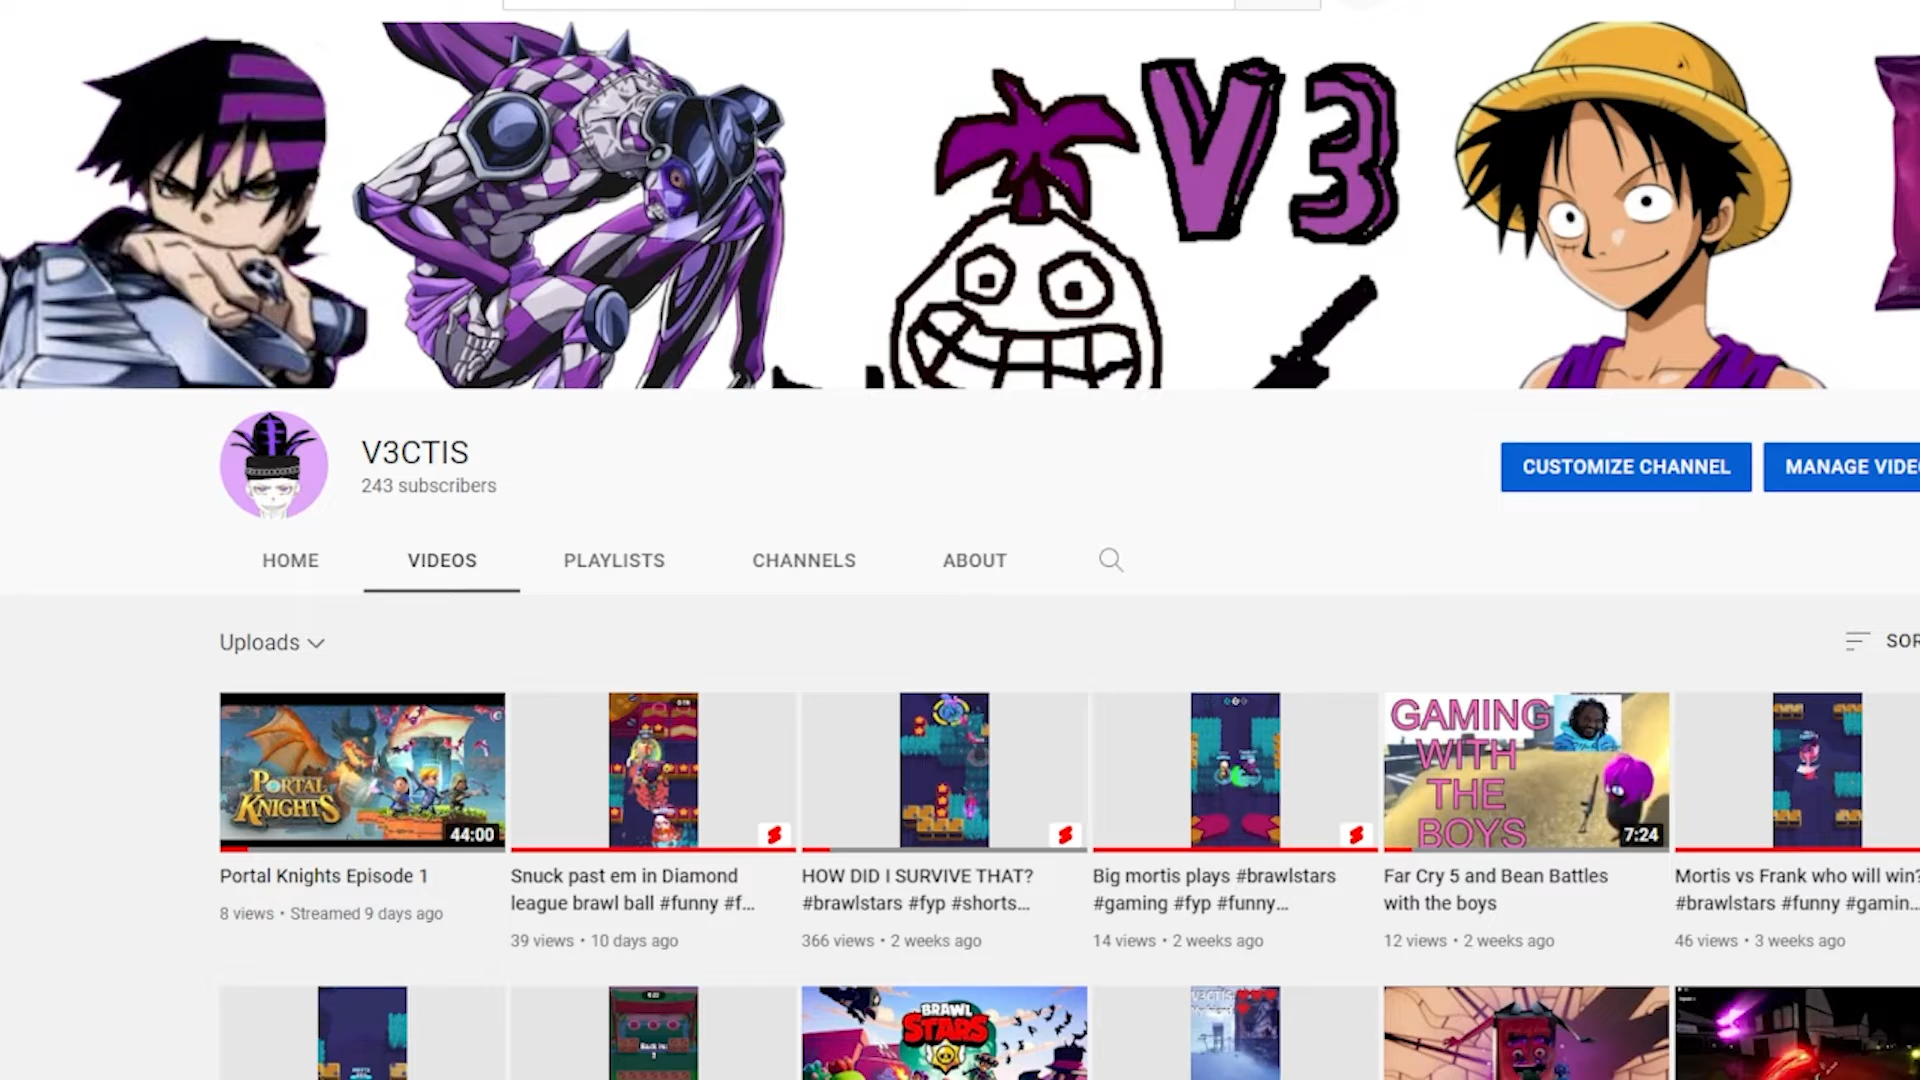 V3
V3CTIS
243 subscribers
CUSTOMIZE CHANNEL
MANAGE VIDEO
HOME
VIDEOS
PLAYLISTS
CHANNELS
ABOUT
Uploads
SOR
PORTAL
KNIGHTS
44:00
GAMING
WITH
THE
BOYS
7:24
Portal Knights Episode 1
8 views • Streamed 9 days ago
Snuck past em in Diamond
league brawl ball #funny #f...
39 views • 10 days ago
HOW DID I SURVIVE THAT?
#brawlstars #fyp #shorts...
366 views • 2 weeks ago
Big mortis plays #brawlstars
#gaming #fyp #funny...
14 views • 2 weeks ago
Far Cry 5 and Bean Battles
with the boys
12 views • 2 weeks ago
Mortis vs Frank who will win?
#brawlstars #funny #gamin...
46 views • 3 weeks ago
BRAWL
STARS
V3CTIS